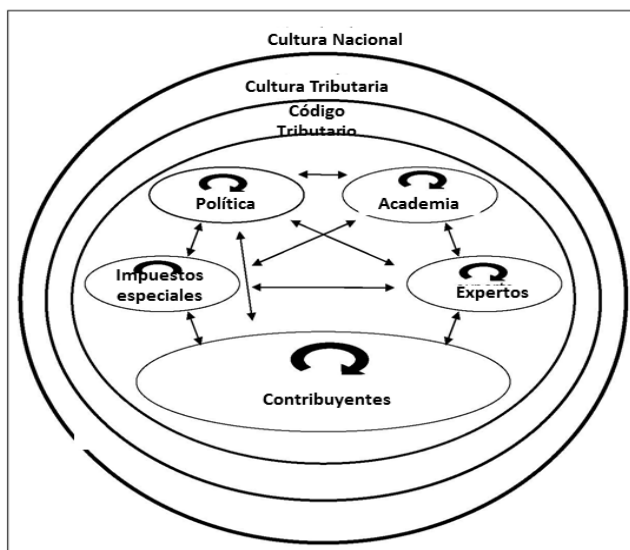 Cultura Nacional
Cultura Tributaria
Código
Tributario
Política
Academia
Impuestos
especiales
Expertos
Contribuyentes